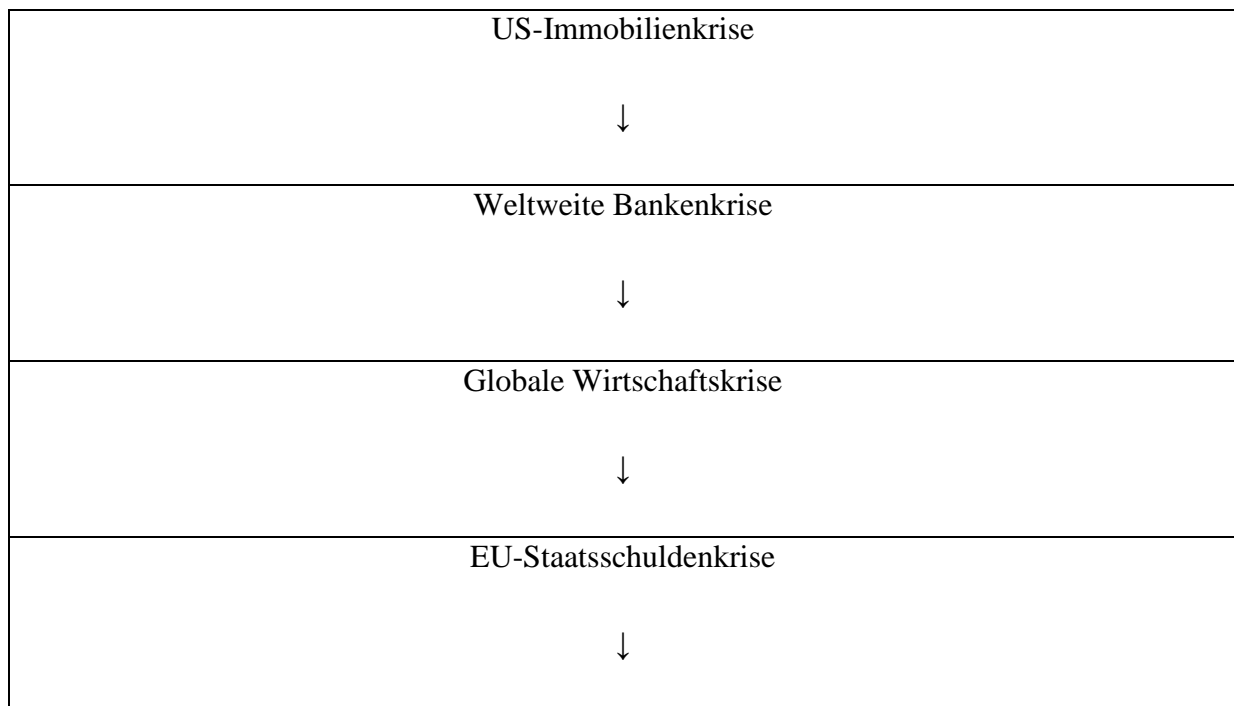 US-Immobilienkrise
↓
Weltweite Bankenkrise
↓
Globale Wirtschaftskrise
↓
EU-Staatsschuldenkrise
↓